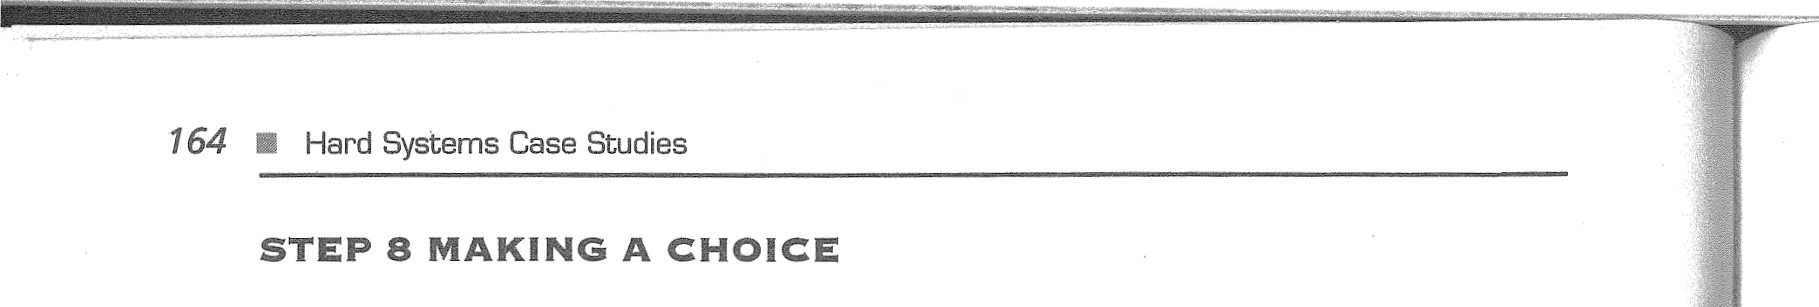 164 Hard Systems Case Studies
STEP 8 MAKING A CHOICE